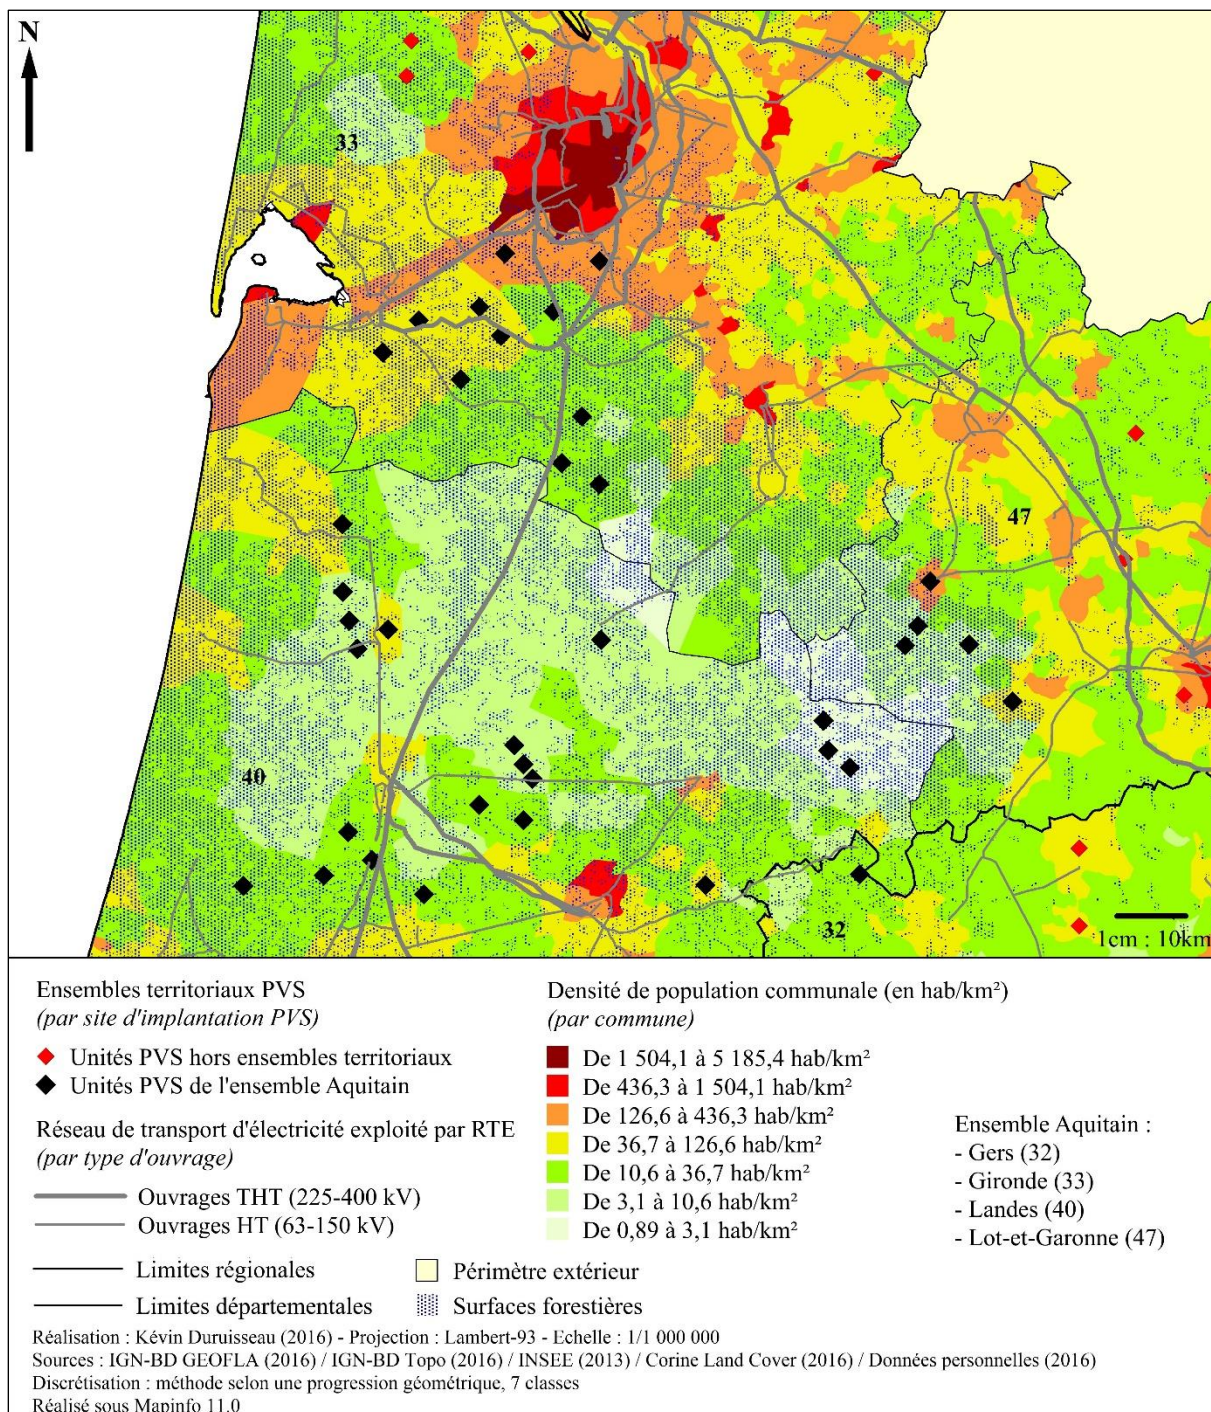 N
33
47
40
32
1cm : 10km
Ensembles territoriaux PVS
(par site d'implantation PVS)
Unités PVS hors ensembles territoriaux
Unités PVS de l'ensemble Aquitain
Réseau de transport d'électricité exploité par RTE
(par type d'ouvrage)
Ouvrages THT (225-400 kV)
Ouvrages HT (63-150 kV)
Limites régionales
Limites départementales
Densité de population communale (en hab/km²)
(par commune)
De 1 504,1 à 5 185,4 hab/km²
De 436,3 à 1 504,1 hab/km²
De 126,6 à 436,3 hab/km²
De 36,7 à 126,6 hab/km²
De 10,6 à 36,7 hab/km²
De 3,1 à 10,6 hab/km²
De 0,89 à 3,1 hab/km²
Périmètre extérieur
Surfaces forestières
Ensemble Aquitain :
- Gers (32)
- Gironde (33)
- Landes (40)
- Lot-et-Garonne (47)
Réalisation : Kévin Duruisseau (2016) - Projection : Lambert-93 - Echelle : 1/1 000 000
Sources : IGN-BD GEOFLA (2016) / IGN-BD Topo (2016) / INSEE (2013) / Corine Land Cover (2016) / Données personnelles (2016)
Discrétisation : méthode selon une progression géométrique, 7 classes
Réalisé sous Mapinfo 11.0